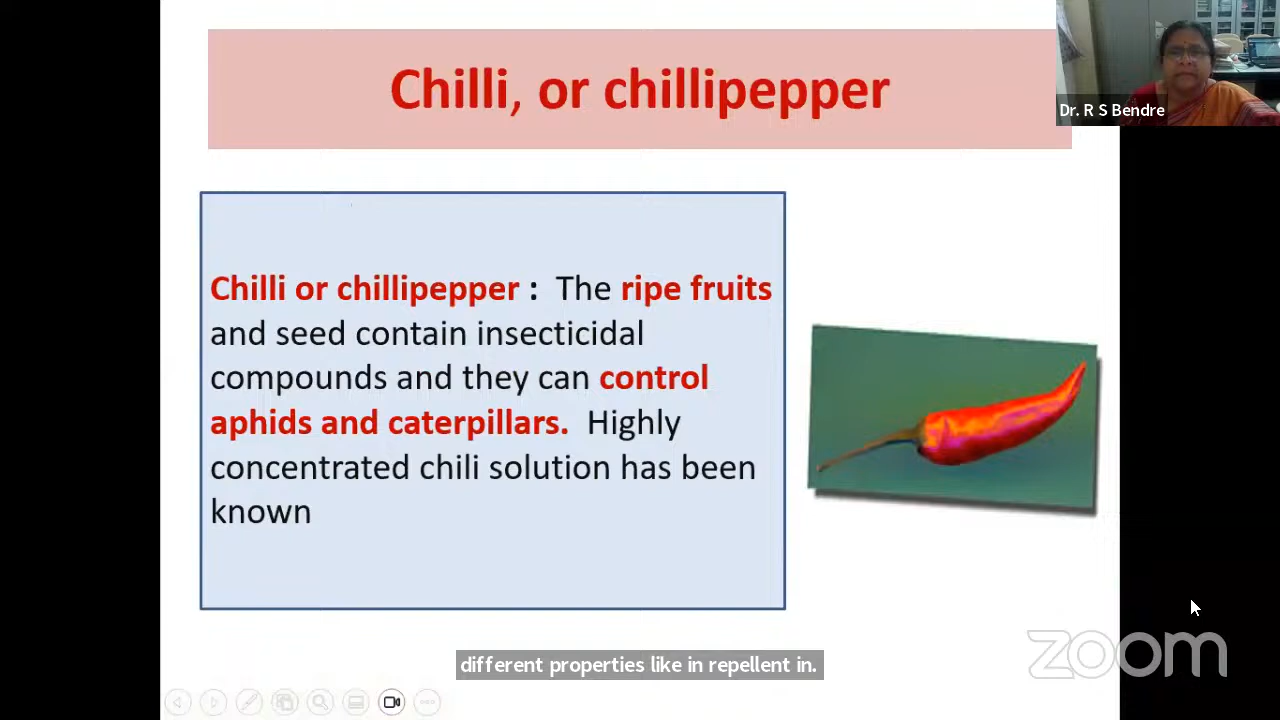 Chilli, or chillipepper
Dr. R S Bendre
Chilli or chillipepper : The ripe fruits
and seed contain insecticidal
compounds and they can control
aphids and caterpillars. Highly
concentrated chili solution has been
known
different properties like in repellent in.
zoom